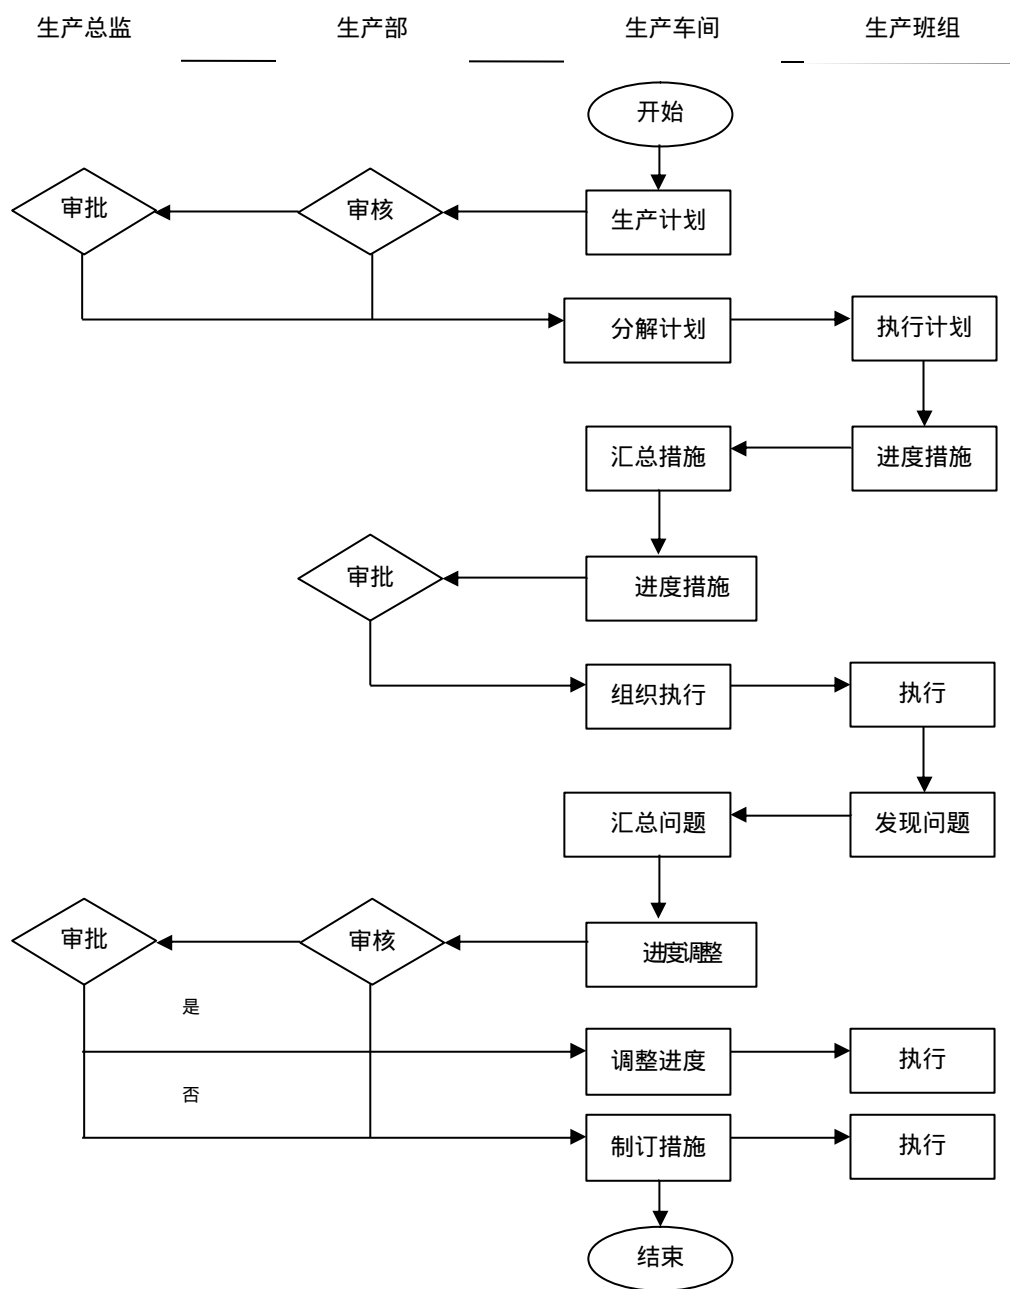 生产总监 生产部 生产车间 生产班组
开始
审批 审核 生产计划
分解计划 执行计划
汇总措施 进度措施
审批 进度措施
组织执行 执行
汇总问题 发现问题
审批 审核 进度调整
是
调整进度 执行
否
制订措施 执行
结束